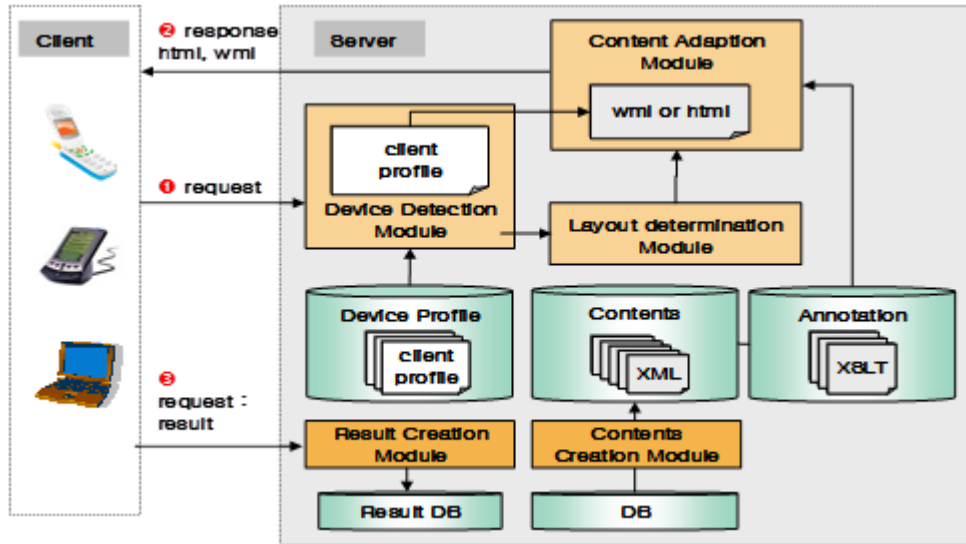 Client
❷ response
html, wml
Server
Content Adaption
Module
wml or html
client
profile
❶ request
Device Detection
Module
Layout determination
Module
Device Profile
client
profile
Contents
XML
Annotation
XSLT
❸
request :
result
Result Creation
Module
Contents
Creation Module
Result DB
DB